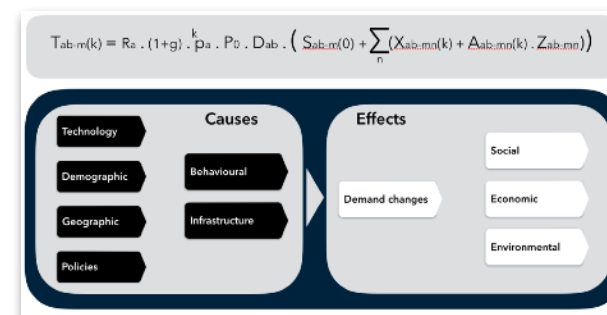 Tab-m(k) = Ra . (1+g) . k pa . P0 . Dab . ( Sab-m(0) + ∑ n (Xab-mn(k) + Aab-mn(k) . Zab-mn))
Causes
Technology
Demographic
Geographic
Policies
Behavioural
Infrastructure
Effects
Demand changes
Social
Economic
Environmental